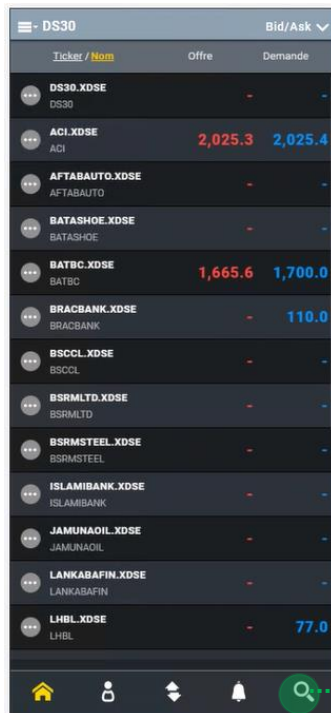 DS30 Bid/Ask
Ticker / Nom Offre Demande
DS30.XDSE
DS30 - -
ACI.XDSE
ACI 2,025.3 2,025.4
AFTABAUTO.XDSE
AFTABAUTO - -
BATASHOE.XDSE
BATASHOE - -
BATBC.XDSE
BATBC 1,665.6 1,700.0
BRACBANK.XDSE
BRACBANK - 110.0
BSCCL.XDSE
BSCCL - -
BSRMLTD.XDSE
BSRMLTD - -
BSRMSTEEL.XDSE
BSRMSTEEL - -
ISLAMIBANK.XDSE
ISLAMIBANK - -
JAMUNAOIL.XDSE
JAMUNAOIL - -
LANKABAFIN.XDSE
LANKABAFIN - -
LHBL.XDSE
LHBL - 77.0